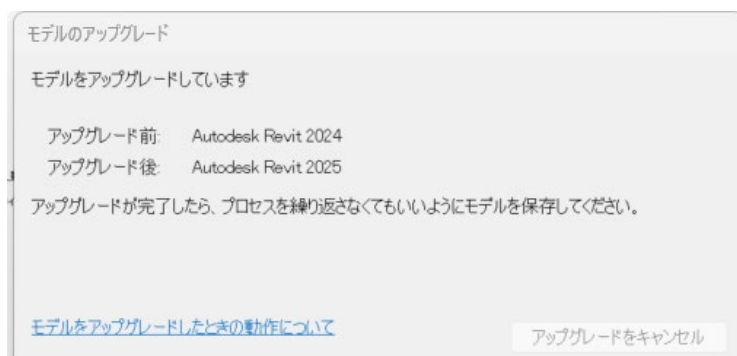 モデルのアップグレード
モデルをアップグレードしています
アップグレード前: Autodesk Revit 2024
アップグレード後: Autodesk Revit 2025
アップグレードが完了したら、プロセスを繰り返さなくてもいいようにモデルを保存してください。
モデルをアップグレードしたときの動作について
アップグレードをキャンセル